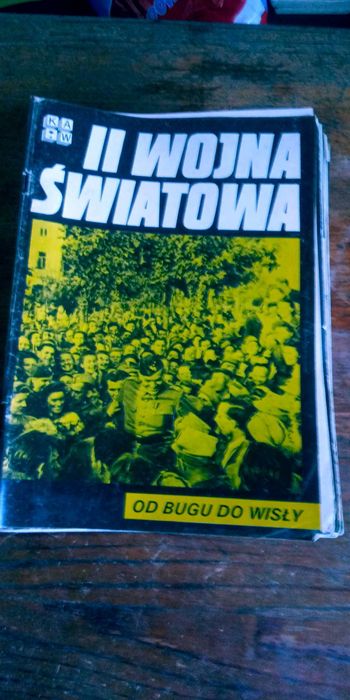 K A
W
II WOJNA
ŚWIATOWA
OD BUGU DO WISŁY